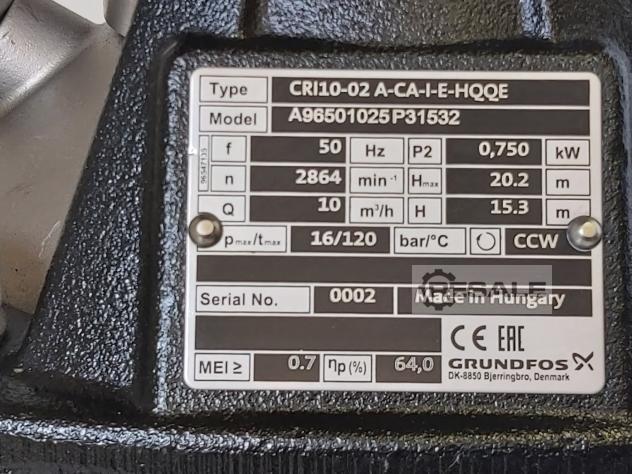 Type CRI10-02 A-CA-I-E-HQQE
Model A96501025P31532
96547135
f 50 Hz P2 0,750 kW
n 2864 min⁻¹ Hmax 20.2 m
Q 10 m³/h H 15.3 m
pmax/tmax 16/120 bar/°C CCW
RESALE
Serial No. 0002 Made in Hungary
CE EAC
MEI ≥ 0.7 ηp(%) 64,0 GRUNDFOS
DK-8850 Bjerringbro, Denmark